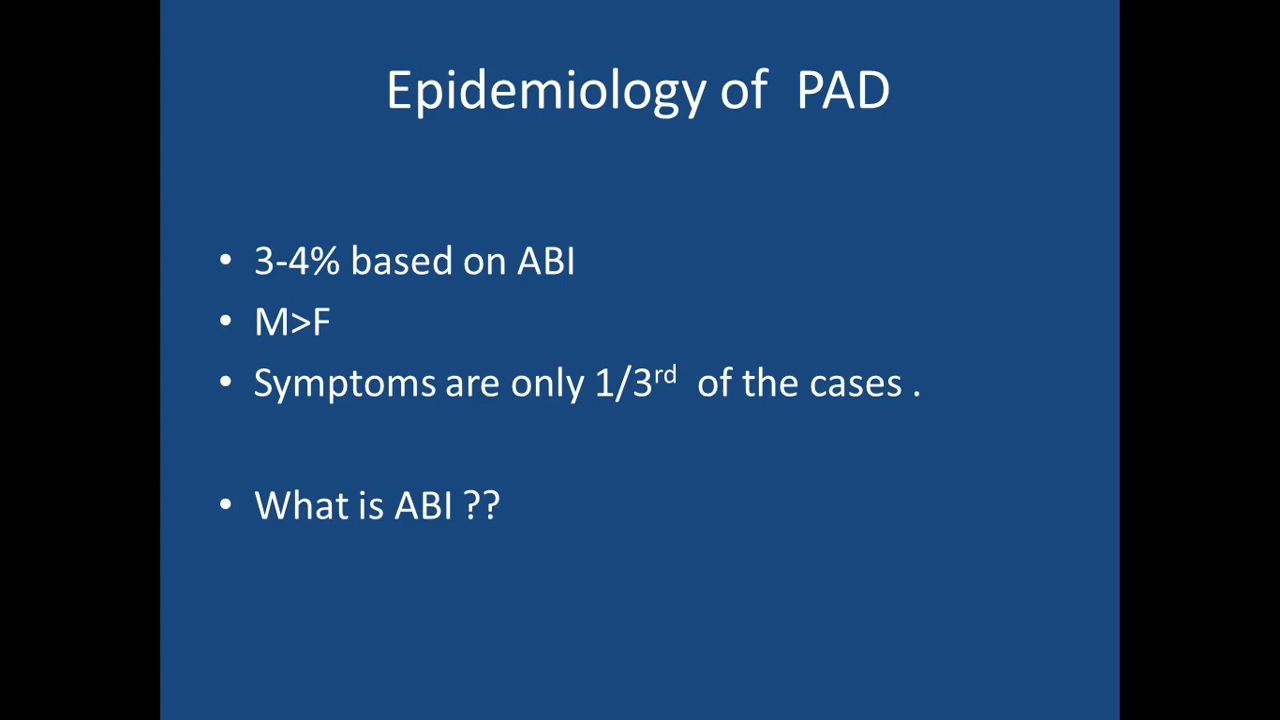 Epidemiology of PAD
• 3-4% based on ABI
• M>F
• Symptoms are only 1/3rd of the cases .
• What is ABI ??